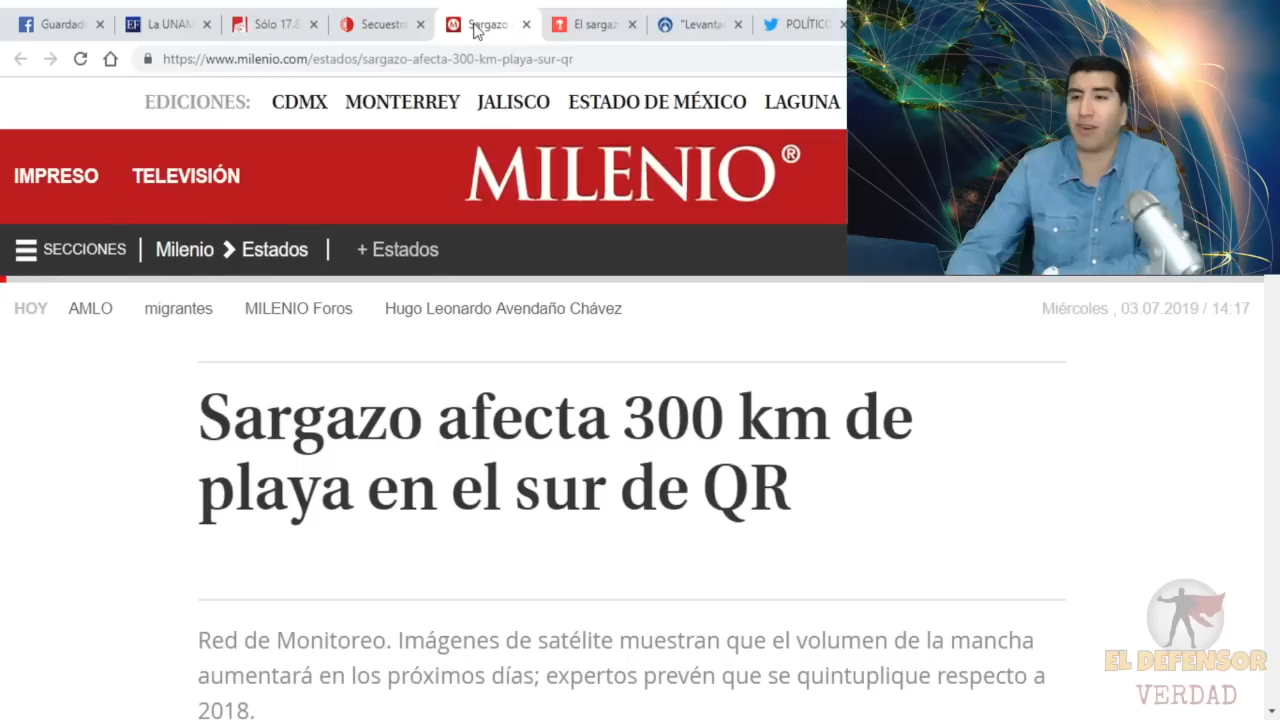 Guardado
La UNAM
Sólo 17.8
Secuestra
Sargazo
El sargaz
"Levanta
POLÍTICO
https://www.milenio.com/estados/sargazo-afecta-300-km-playa-sur-qr
EDICIONES: CDMX MONTERREY JALISCO ESTADO DE MÉXICO LAGUNA
IMPRESO TELEVISIÓN MILENIO®
SECCIONES | Milenio > Estados | + Estados
HOY AMLO migrantes MILENIO Foros Hugo Leonardo Avendaño Chávez Miércoles , 03.07.2019 / 14:17
Sargazo afecta 300 km de
playa en el sur de QR
Red de Monitoreo. Imágenes de satélite muestran que el volumen de la mancha
aumentará en los próximos días; expertos prevén que se quintuplique respecto a
2018.
EL DEFENSOR
VERDAD